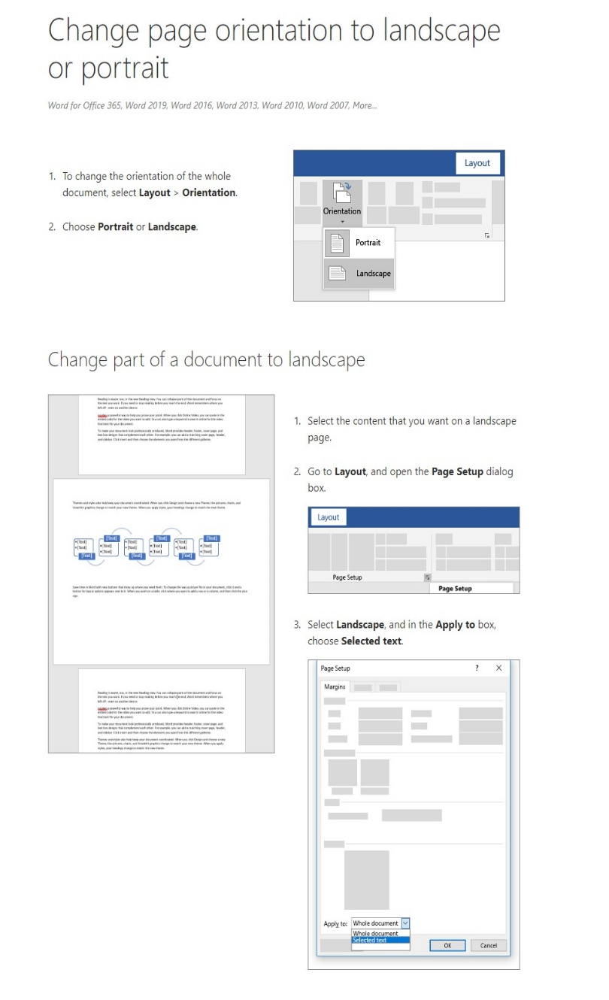 Change page orientation to landscape
or portrait
Word for Office 365, Word 2019, Word 2016, Word 2013, Word 2010, Word 2007, More...
1. To change the orientation of the whole
document, select Layout > Orientation.
2. Choose Portrait or Landscape.
Layout
Orientation
Portrait
Landscape
Change part of a document to landscape
[Text] [Text] [Text]
• [Text] • [Text] • [Text] • [Text] • [Text] • [Text]
• [Text] • [Text] • [Text] • [Text] • [Text] • [Text]
[Text] [Text] [Text]
1. Select the content that you want on a landscape
page.
2. Go to Layout, and open the Page Setup dialog
box.
Layout
Page Setup
Page Setup
3. Select Landscape, and in the Apply to box,
choose Selected text.
Page Setup ? X
Margins
Apply to: Whole document
Whole document
Selected text
OK Cancel